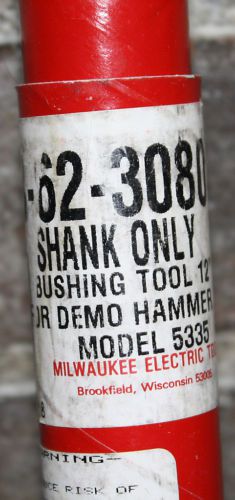 -62-3080
SHANK ONLY
BUSHING TOOL 12
OR DEMO HAMMER
MODEL 5335
MILWAUKEE ELECTRIC TO
Brookfield, Wisconsin 53005
RNING-
RISK OF